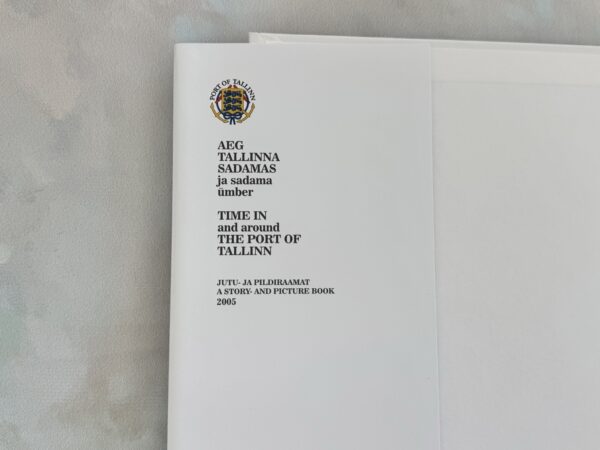 PORT OF TALLINN
AEG
TALLINNA
SADAMAS
ja sadama
ümber
TIME IN
and around
THE PORT OF
TALLINN
JUTU- JA PILDIRAAMAT
A STORY- AND PICTURE BOOK
2005